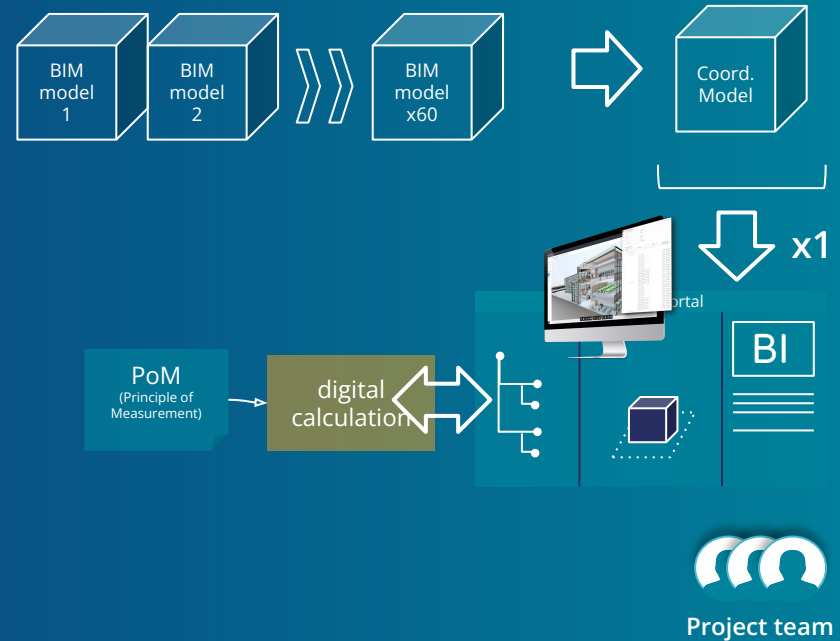 BIM
model
1
BIM
model
2
BIM
model
x60
Coord.
Model
x1
BI
PoM
(Principle of
Measurement)
digital
calculation
Project team